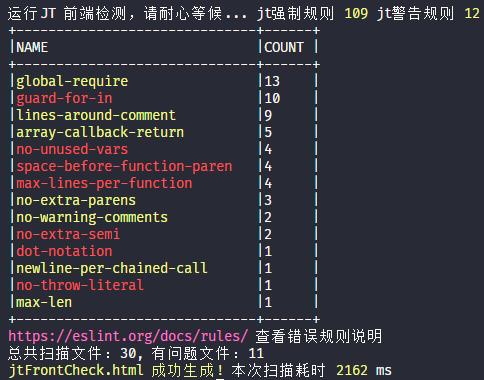 运行JT 前端检测，请耐心等候... jt强制规则 109 jt警告规则 12
+------------------------------+------+
|NAME                          |COUNT |
+------------------------------+------+
|global-require                |13    |
|guard-for-in                  |10    |
|lines-around-comment          |9     |
|array-callback-return         |5     |
|no-unused-vars                |4     |
|space-before-function-paren   |4     |
|max-lines-per-function        |4     |
|no-extra-parens               |3     |
|no-warning-comments           |2     |
|no-extra-semi                 |2     |
|dot-notation                  |1     |
|newline-per-chained-call      |1     |
|no-throw-literal              |1     |
|max-len                       |1     |
+------------------------------+------+
https://eslint.org/docs/rules/ 查看错误规则说明
总共扫描文件：30，有问题文件：11
jtFrontCheck.html 成功生成！本次扫描耗时 2162 ms